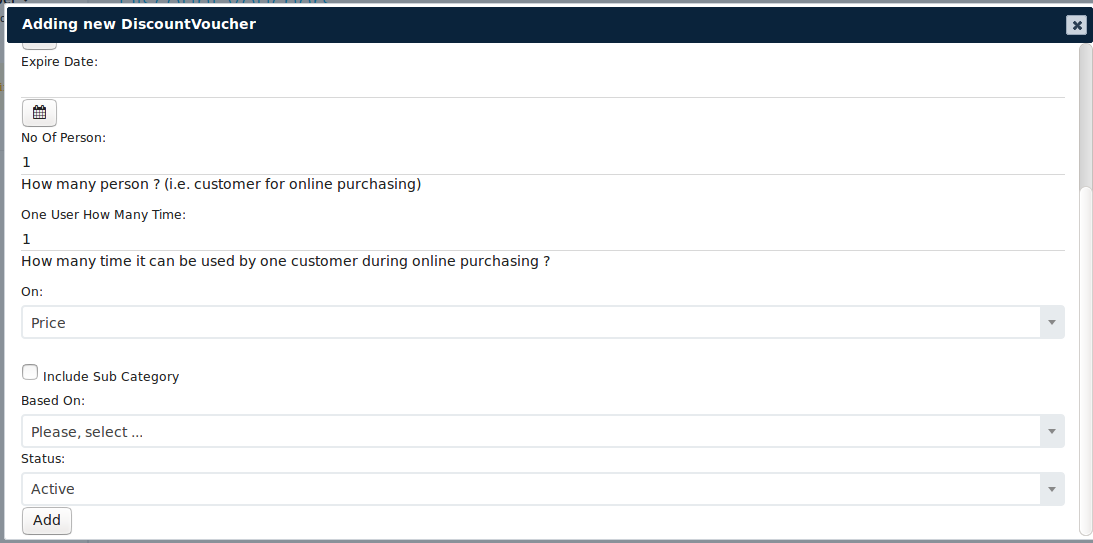 Adding new DiscountVoucher
Expire Date:
No Of Person:
1
How many person ? (i.e. customer for online purchasing)
One User How Many Time:
1
How many time it can be used by one customer during online purchasing ?
On:
Price
Include Sub Category
Based On:
Please, select ...
Status:
Active
Add